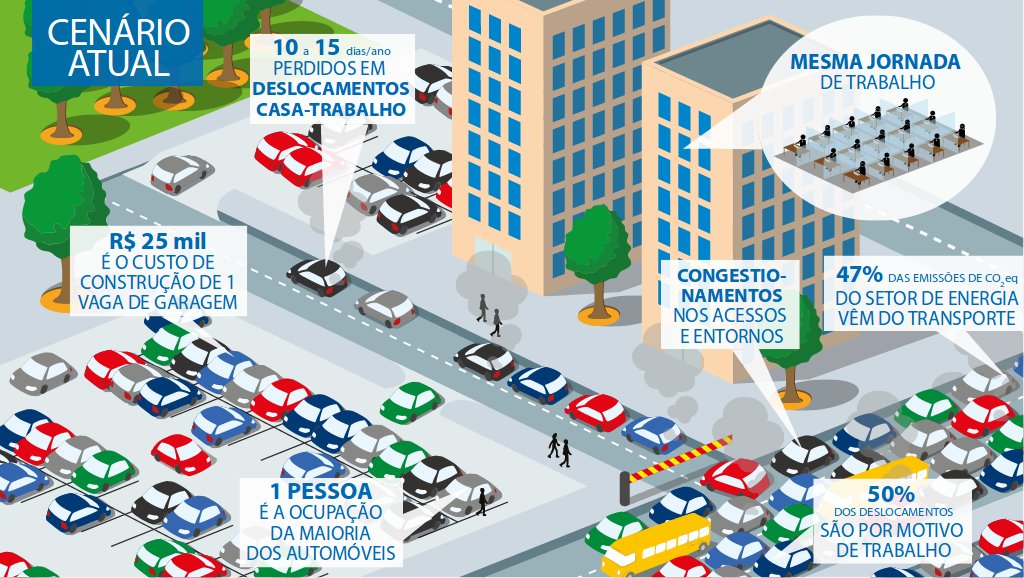 CENÁRIO
ATUAL
10 a 15 dias/ano
PERDIDOS EM
DESLOCAMENTOS
CASA-TRABALHO
MESMA JORNADA
DE TRABALHO
R$ 25 mil
É O CUSTO DE
CONSTRUÇÃO DE 1
VAGA DE GARAGEM
CONGESTIO-
NAMENTOS
NOS ACESSOS
E ENTORNOS
47% DAS EMISSÕES DE CO₂eq
DO SETOR DE ENERGIA
VÊM DO TRANSPORTE
1 PESSOA
É A OCUPAÇÃO
DA MAIORIA
DOS AUTOMÓVEIS
50%
DOS DESLOCAMENTOS
SÃO POR MOTIVO
DE TRABALHO